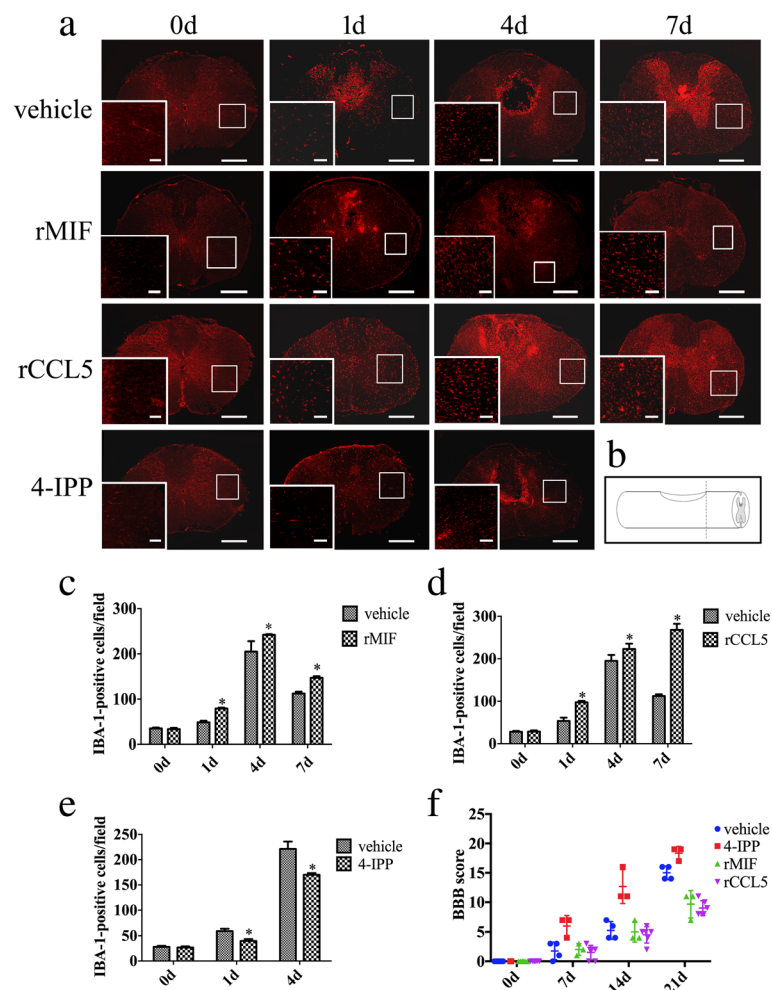 a
0d 1d 4d 7d
vehicle
rMIF
rCCL5
4-IPP
b
c
IBA-1-positive cells/field
300
200
100
0
0d 1d 4d 7d
* * *
vehicle
rMIF
d
IBA-1-positive cells/field
300
200
100
0
0d 1d 4d 7d
* * *
vehicle
rCCL5
e
IBA-1-positive cells/field
250
200
150
100
50
0
0d 1d 4d
* *
vehicle
4-IPP
f
BBB score
25
20
15
10
5
0
0d 7d 14d 21d
vehicle
4-IPP
rMIF
rCCL5